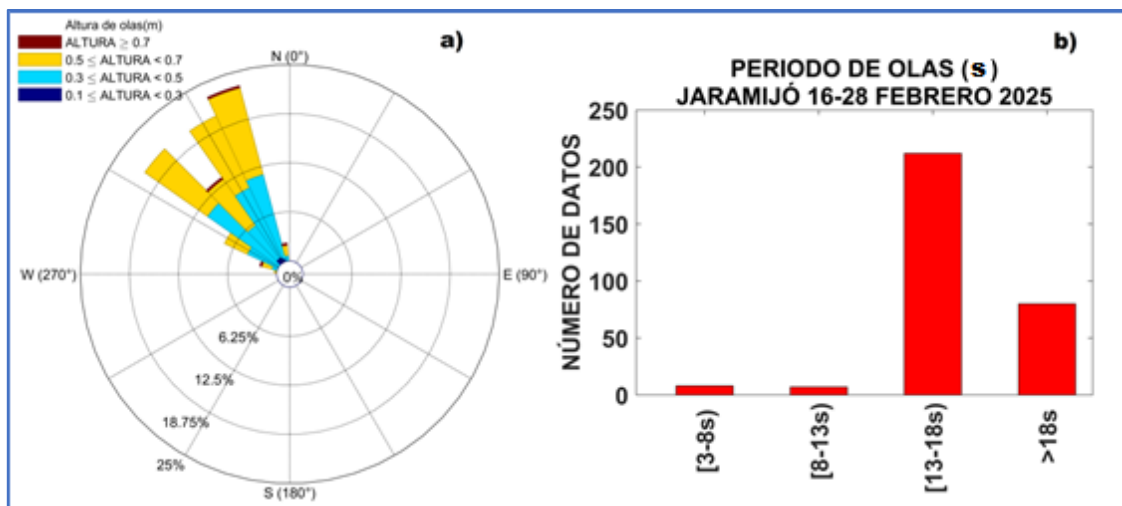 Altura de olas(m)
ALTURA ≥ 0.7
0.5 ≤ ALTURA < 0.7
0.3 ≤ ALTURA < 0.5
0.1 ≤ ALTURA < 0.3
a)
N (0°)
W (270°)
0%
E (90°)
6.25%
12.5%
18.75%
25%
S (180°)
b)
PERIODO DE OLAS (s)
JARAMIJÓ 16-28 FEBRERO 2025
NÚMERO DE DATOS
250
200
150
100
50
0
[3-8s)
[8-13s)
[13-18s)
>18s